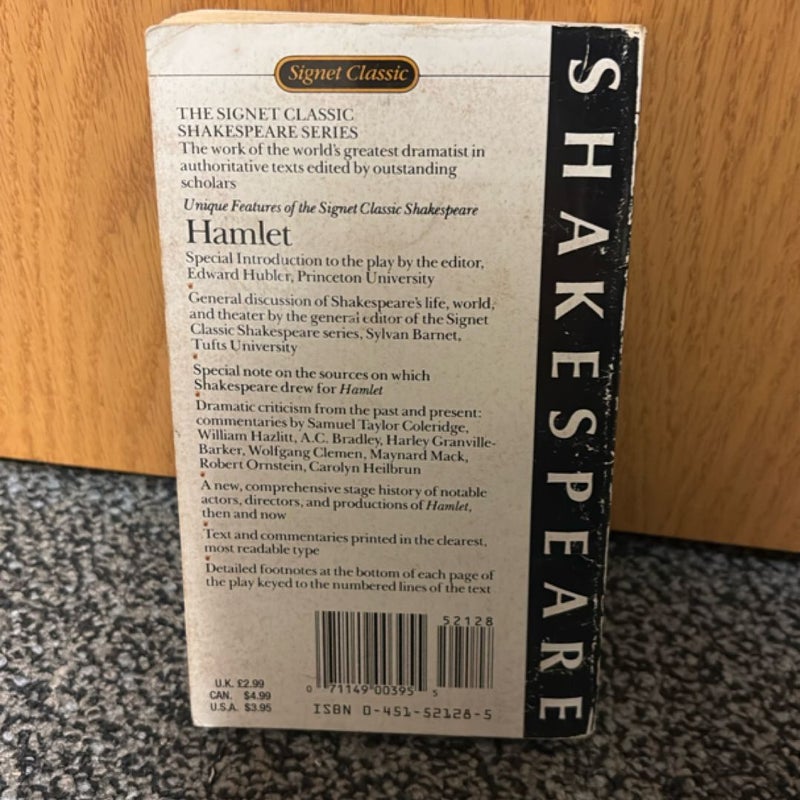 Signet Classic
THE SIGNET CLASSIC
SHAKESPEARE SERIES
The work of the world's greatest dramatist in
authoritative texts edited by outstanding
scholars
Unique Features of the Signet Classic Shakespeare
Hamlet
Special Introduction to the play by the editor,
Edward Hubler, Princeton University
General discussion of Shakespeare's life, world,
and theater by the general editor of the Signet
Classic Shakespeare series, Sylvan Barnet,
Tufts University
Special note on the sources on which
Shakespeare drew for Hamlet
Dramatic criticism from the past and present:
commentaries by Samuel Taylor Coleridge,
William Hazlitt, A.C. Bradley, Harley Granville-
Barker, Wolfgang Clemen, Maynard Mack,
Robert Ornstein, Carolyn Heilbrun
A new, comprehensive stage history of notable
actors, directors, and productions of Hamlet,
then and now
Text and commentaries printed in the clearest,
most readable type
Detailed footnotes at the bottom of each page of
the play keyed to the numbered lines of the text
52128
U.K. £2.99
CAN. $4.99
U.S.A. $3.95
0 71149 00395 5
ISBN 0-451-52128-5
SHAKESPEARE